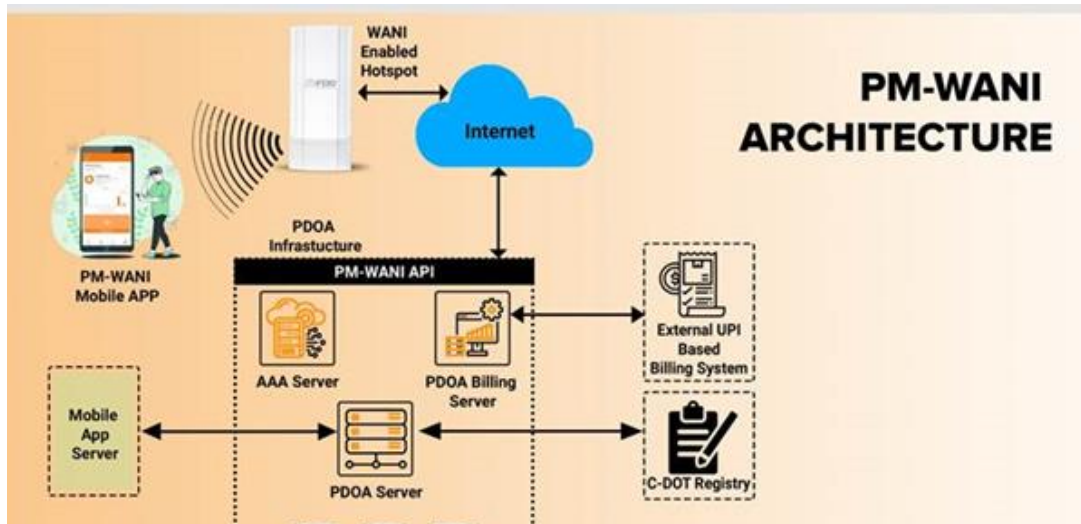 WANI
Enabled
Hotspot
Internet
PM-WANI
ARCHITECTURE
PM-WANI
Mobile APP
PDOA
Infrastucture
PM-WANI API
AAA Server
PDOA Billing
Server
External UPI
Based
Billing System
Mobile
App
Server
PDOA Server
C-DOT Registry